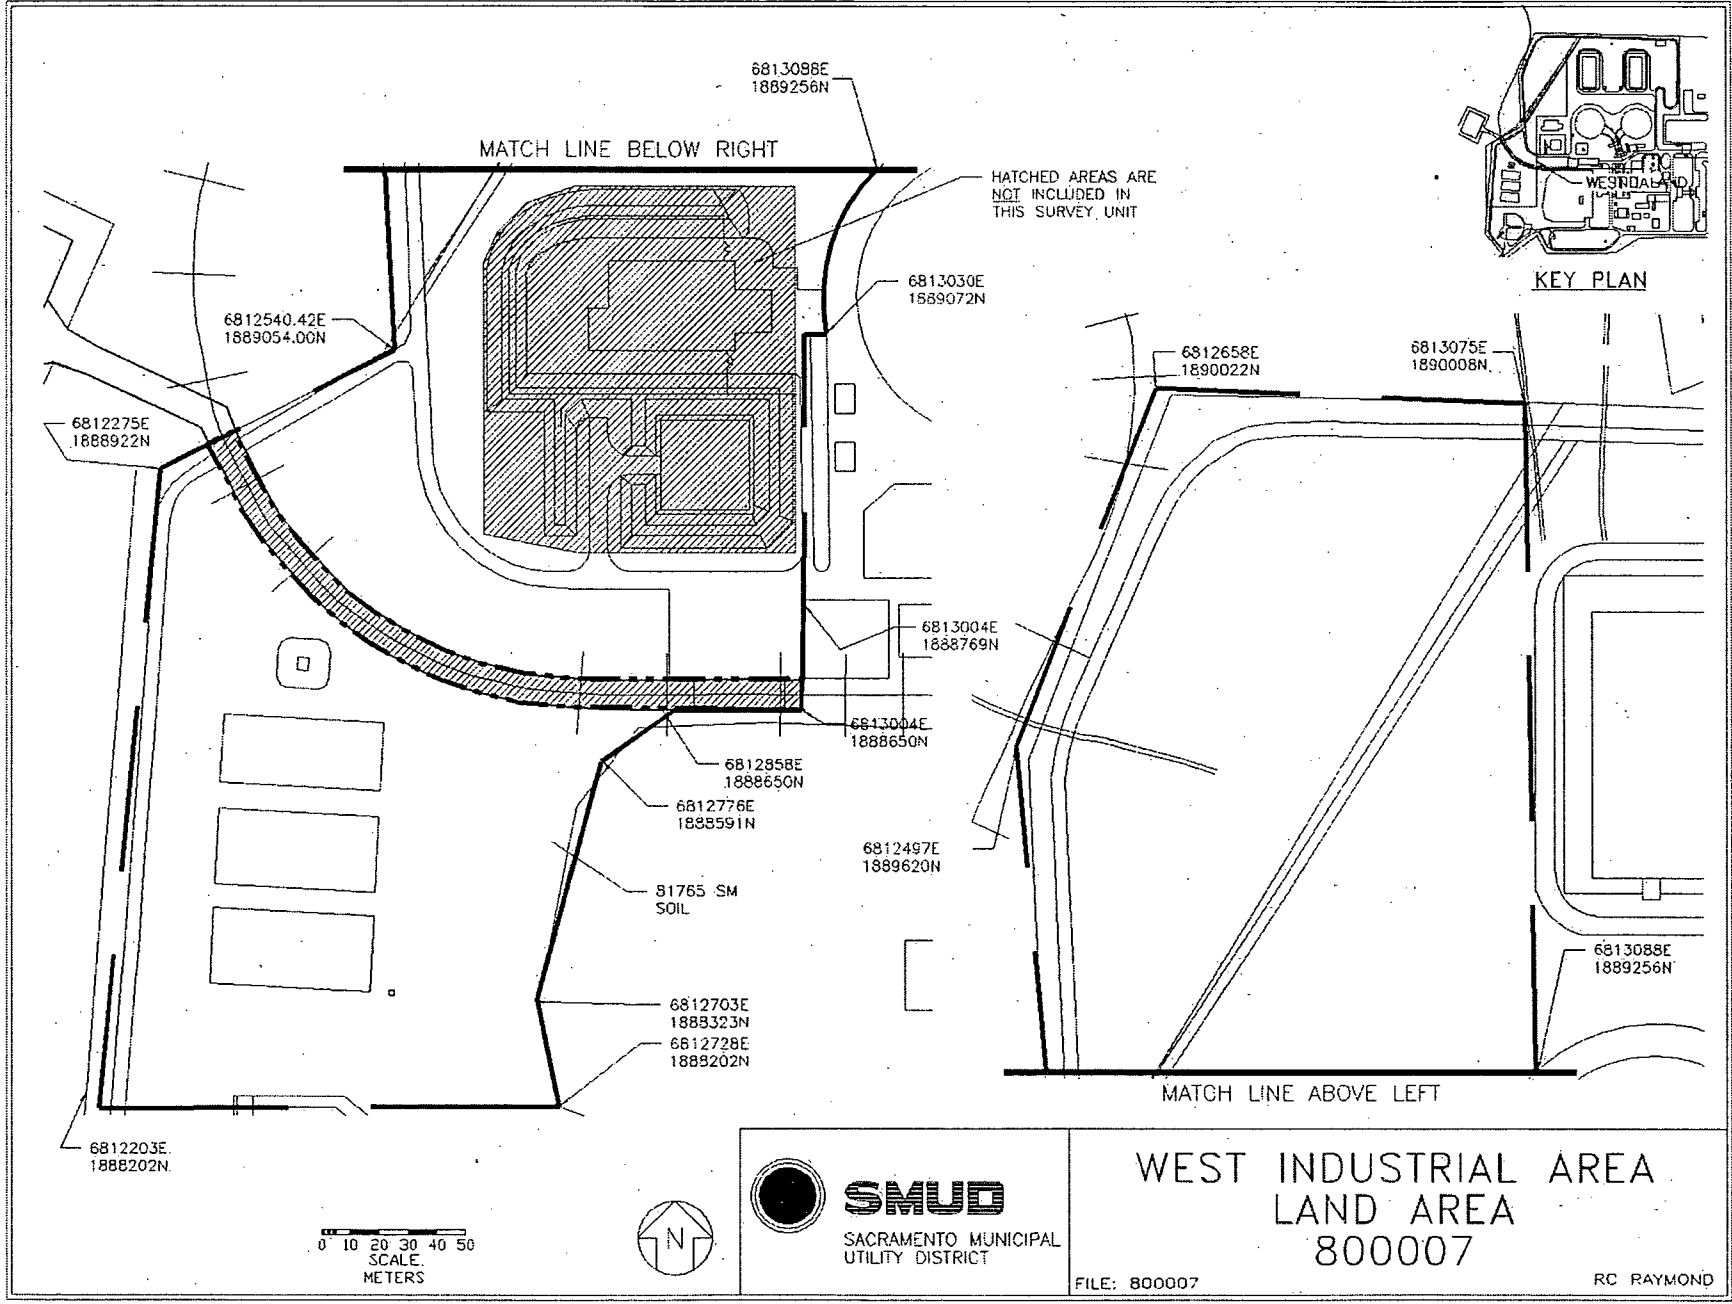 6813088E
1889256N
MATCH LINE BELOW RIGHT
HATCHED AREAS ARE
NOT INCLUDED IN
THIS SURVEY UNIT
KEY PLAN
6813030E
1889072N
6812540.42E
1889054.00N
6812275E
1888922N
6812658E
1890022N
6813075E
1890008N
6813004E
1888769N
6813004E
1888650N
6812858E
1888650N
6812776E
1888591N
6812497E
1889620N
81765 SM
SOIL
6812703E
1888323N
6812728E
1888202N
6813088E
1889256N
MATCH LINE ABOVE LEFT
6812203E
1888202N
0 10 20 30 40 50
SCALE
METERS
N
SMUD
SACRAMENTO MUNICIPAL
UTILITY DISTRICT
WEST INDUSTRIAL AREA
LAND AREA
800007
FILE: 800007
RC RAYMOND